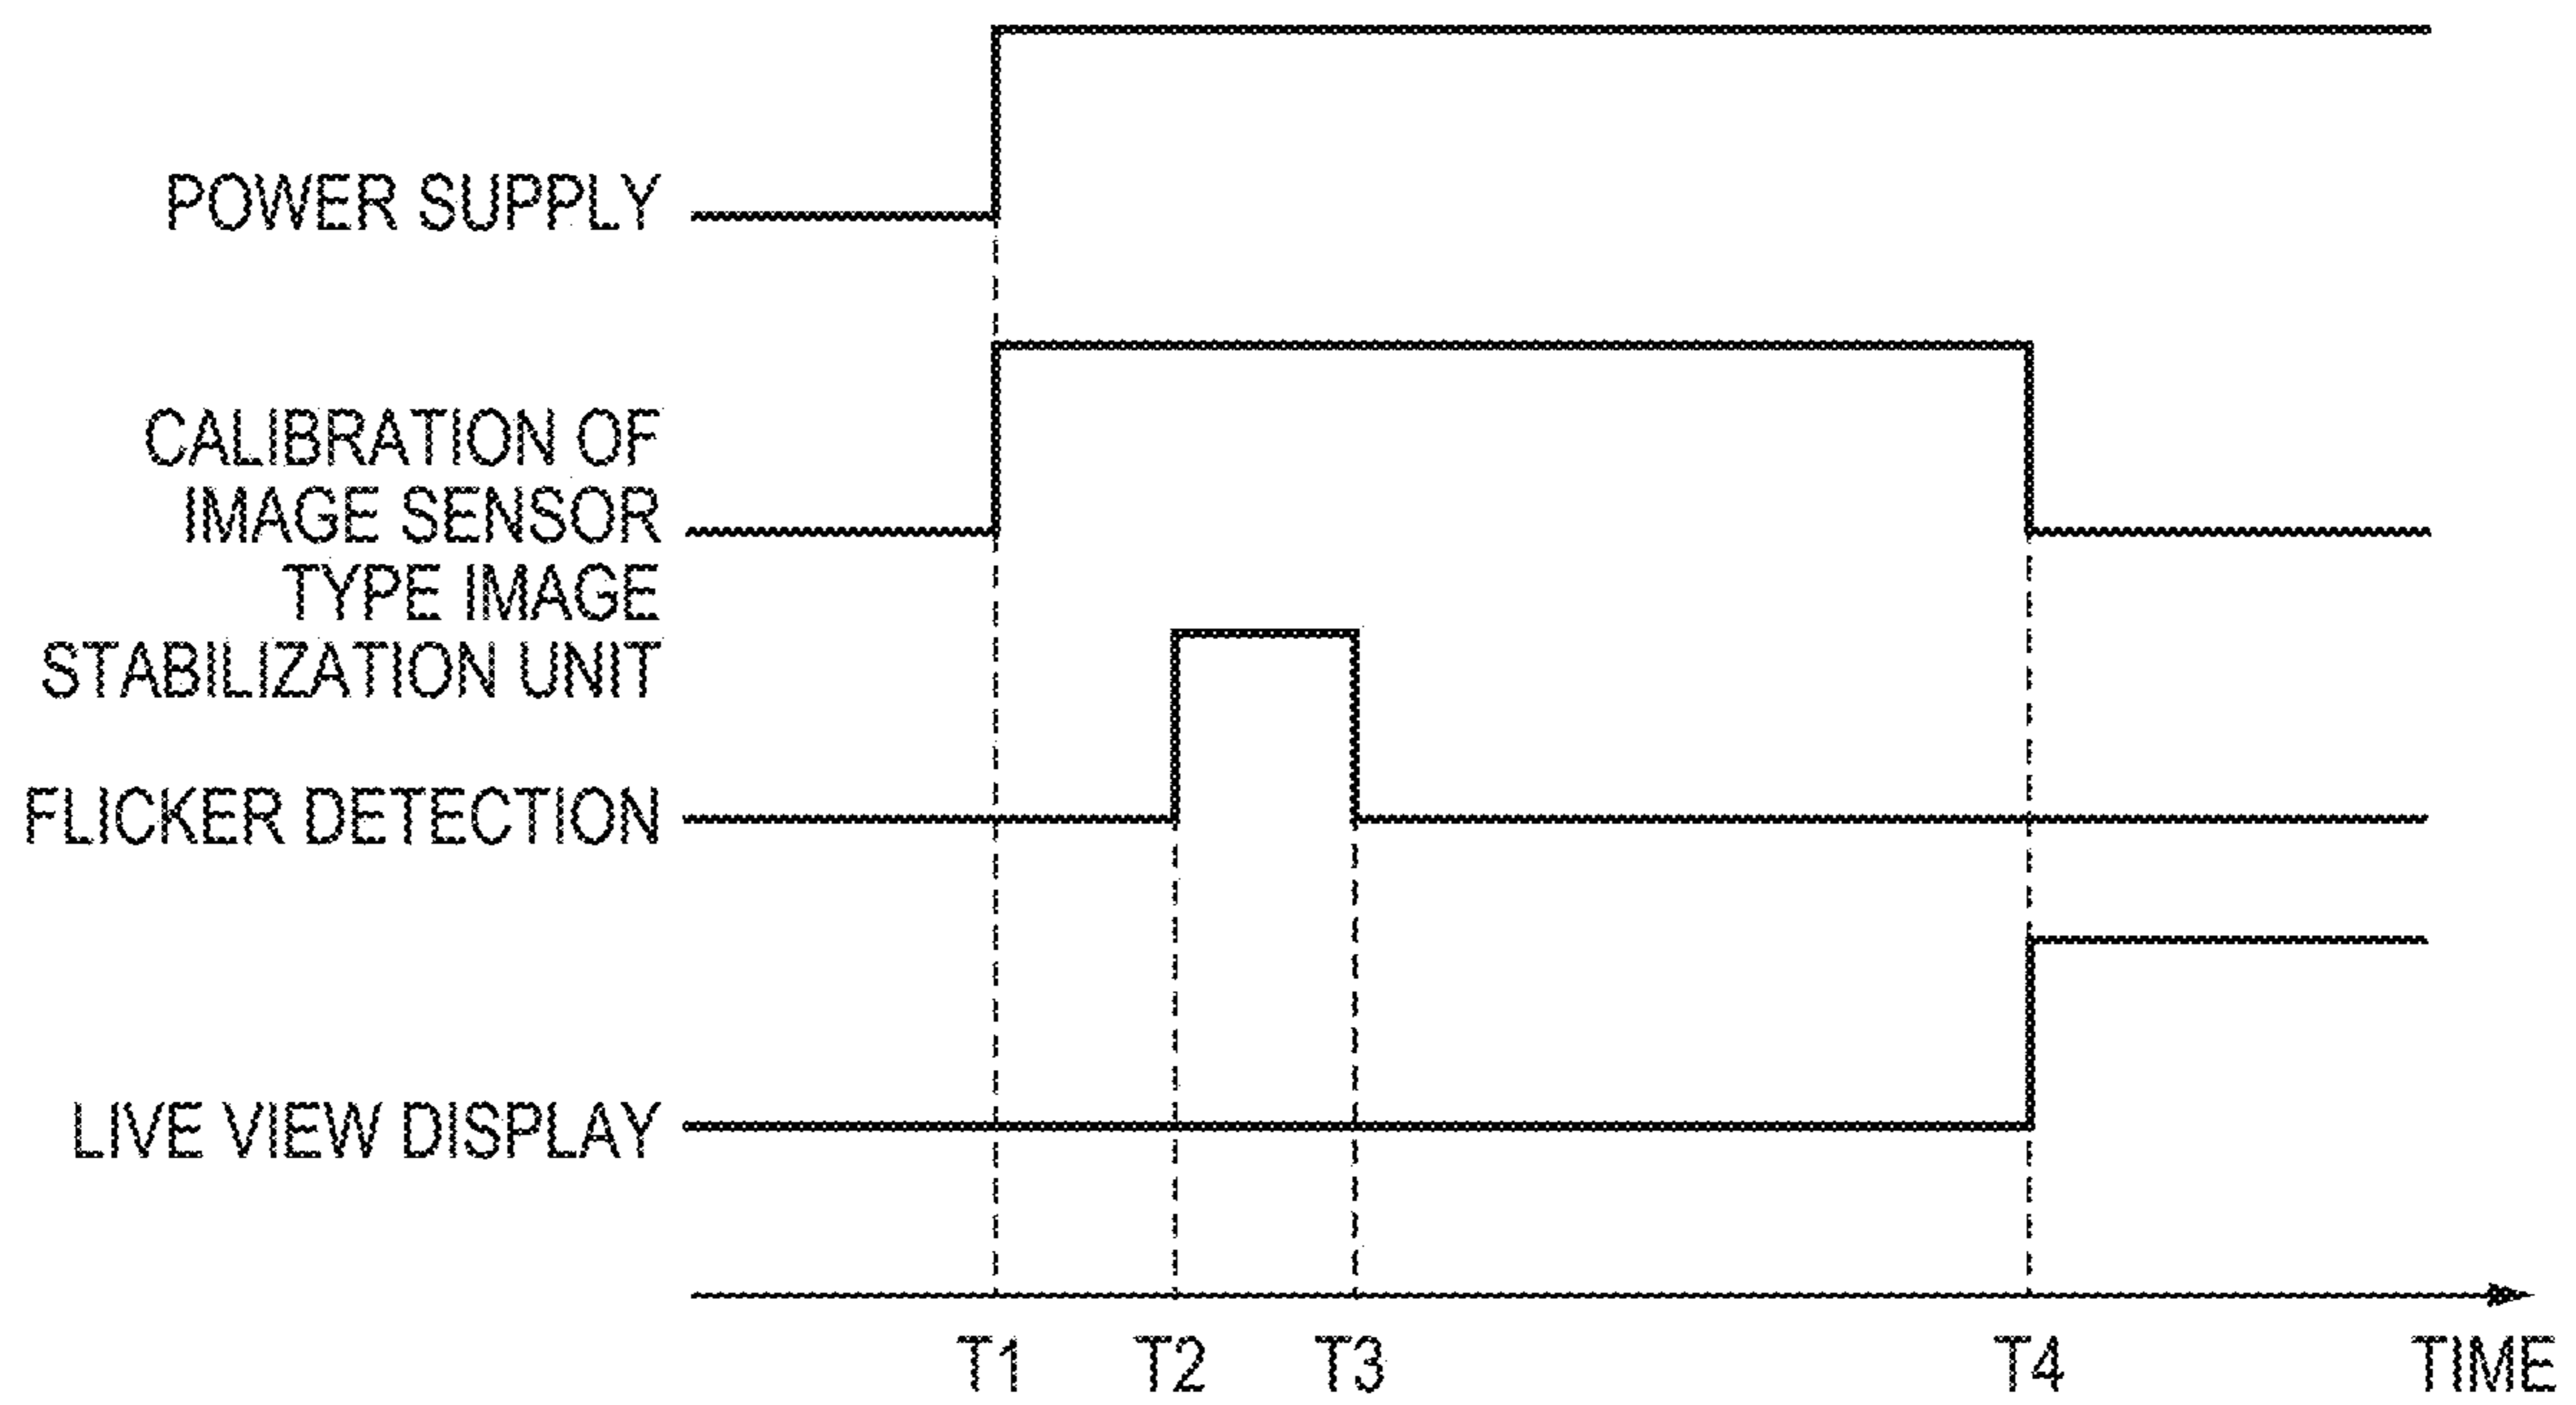 POWER SUPPLY
CALIBRATION OF
IMAGE SENSOR
TYPE IMAGE
STABILIZATION UNIT
FLICKER DETECTION
LIVE VIEW DISPLAY
T1 T2 T3 T4 TIME